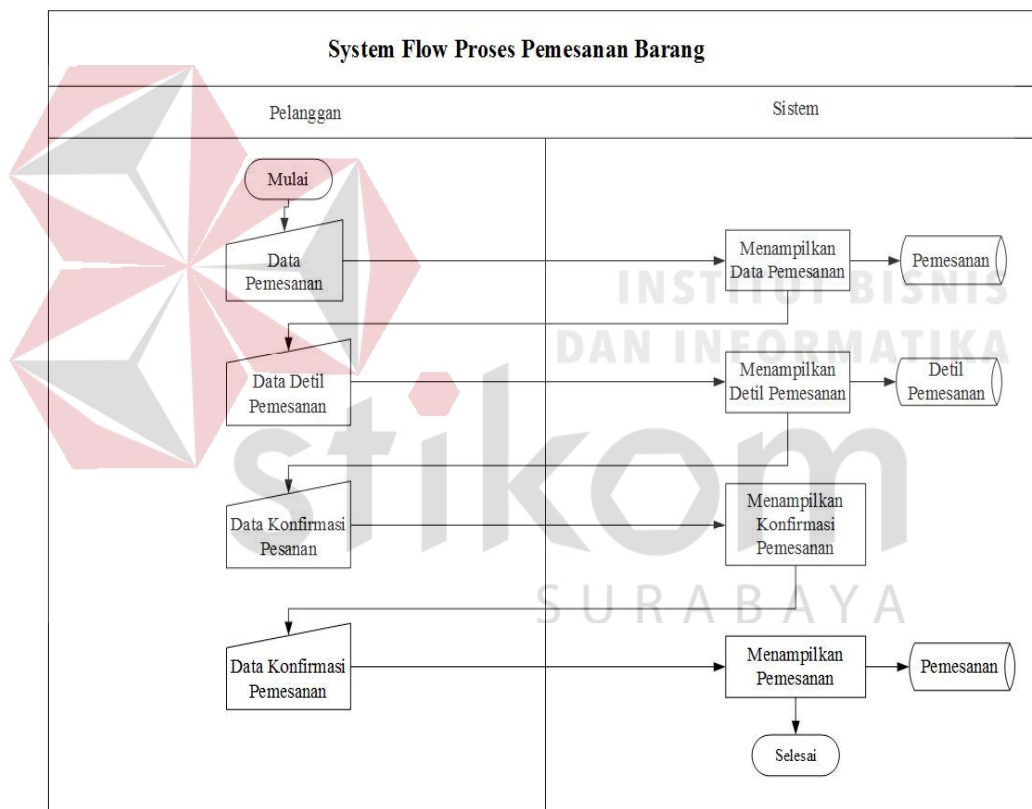 System Flow Proses Pemesanan Barang
Pelanggan
Sistem
Mulai
Data
Pemesanan
Menampilkan
Data Pemesanan
Pemesanan
INSTITUT BISNIS
DAN INFORMATIKA
Data Detil
Pemesanan
Menampilkan
Detil Pemesanan
Detil
Pemesanan
stikom
Data Konfirmasi
Pesanan
Menampilkan
Konfirmasi
Pemesanan
SURABAYA
Data Konfirmasi
Pemesanan
Menampilkan
Pemesanan
Pemesanan
Selesai